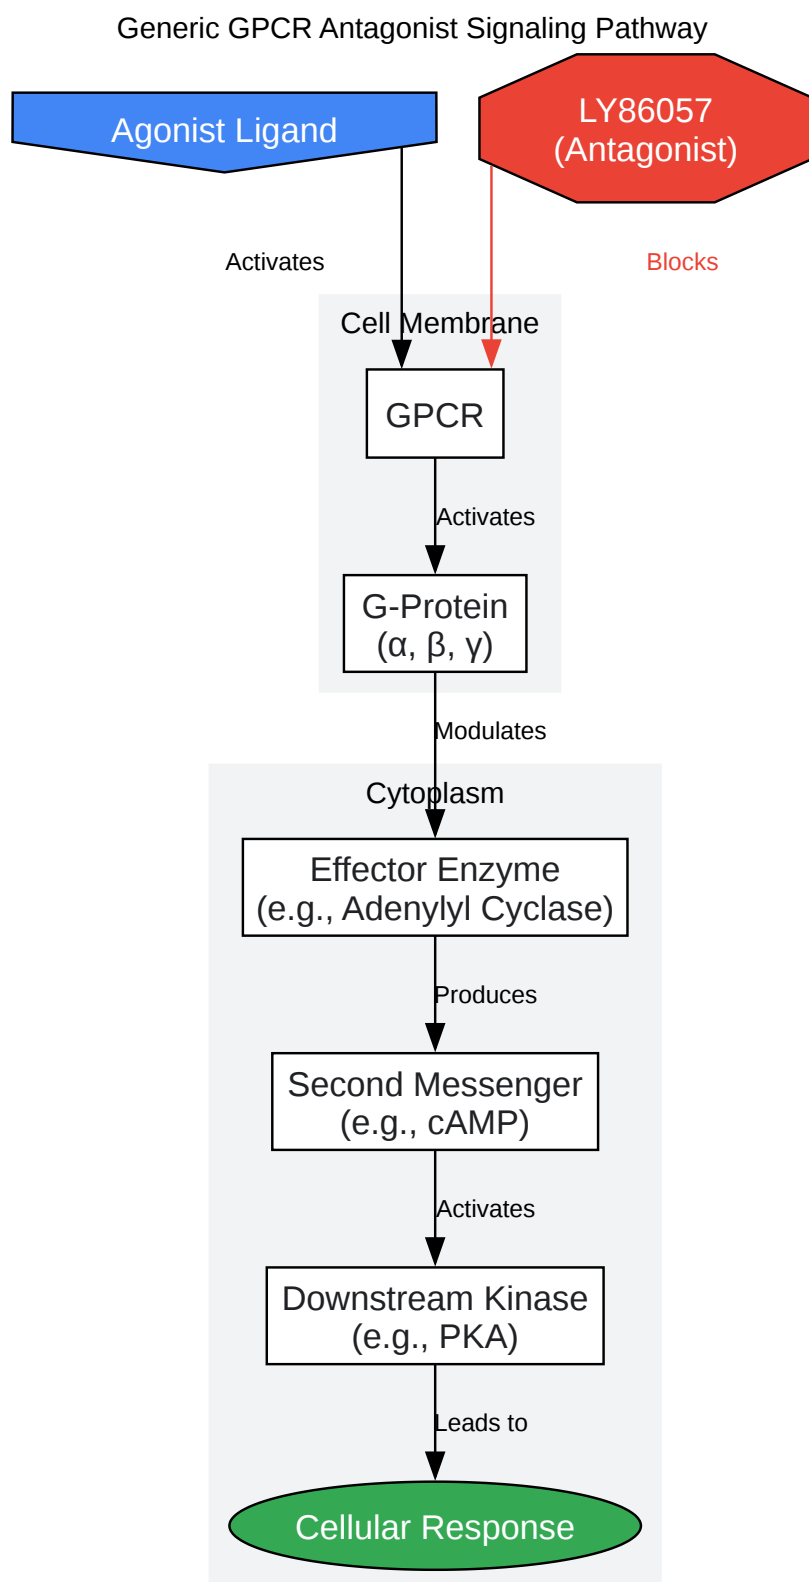 Generic GPCR Antagonist Signaling Pathway
Agonist Ligand
LY86057
(Antagonist)
Activates
Blocks
Cell Membrane
GPCR
Activates
G-Protein
(α, β, γ)
Modulates
Cytoplasm
Effector Enzyme
(e.g., Adenylyl Cyclase)
Produces
Second Messenger
(e.g., cAMP)
Activates
Downstream Kinase
(e.g., PKA)
Leads to
Cellular Response